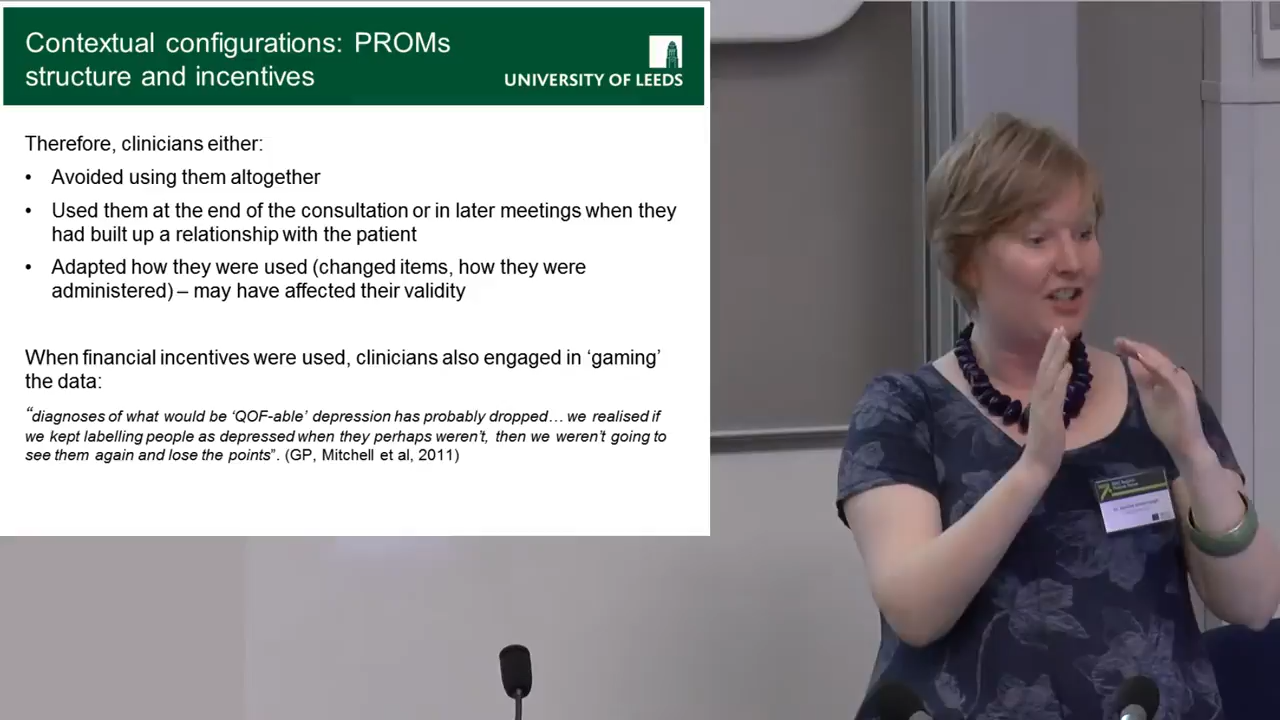 Contextual configurations: PROMs
structure and incentives
UNIVERSITY OF LEEDS
Therefore, clinicians either:
• Avoided using them altogether
• Used them at the end of the consultation or in later meetings when they
had built up a relationship with the patient
• Adapted how they were used (changed items, how they were
administered) – may have affected their validity
When financial incentives were used, clinicians also engaged in ‘gaming’
the data:
“diagnoses of what would be ‘QOF-able’ depression has probably dropped… we realised if
we kept labelling people as depressed when they perhaps weren’t, then we weren’t going to
see them again and lose the points”. (GP, Mitchell et al, 2011)